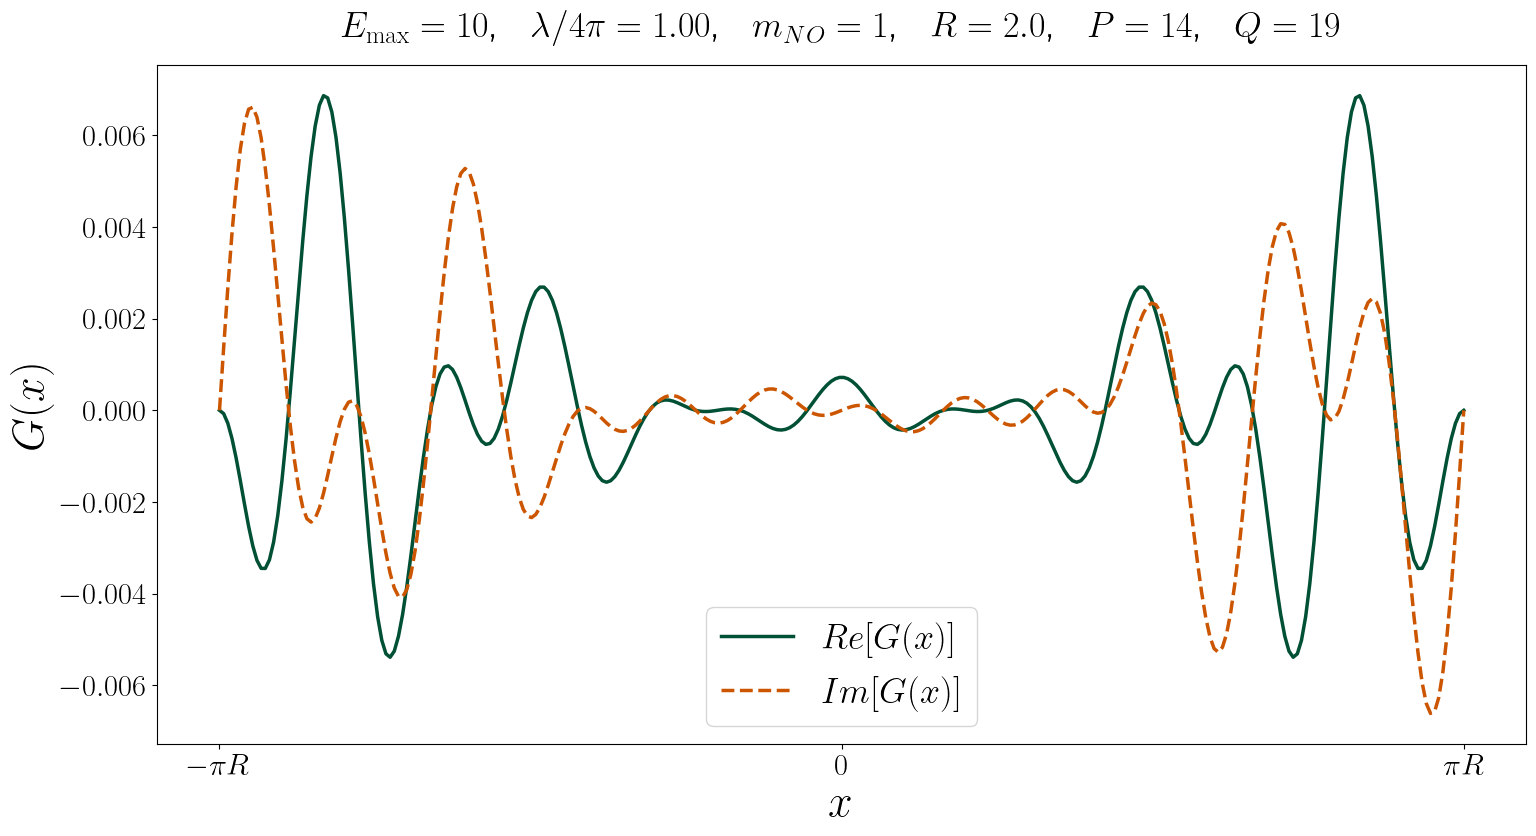 E_max = 10, λ/4π = 1.00, m_NO = 1, R = 2.0, P = 14, Q = 19
G(x)
0.006
0.004
0.002
0.000
−0.002
−0.004
−0.006
Re[G(x)]
Im[G(x)]
−πR 0 πR
x